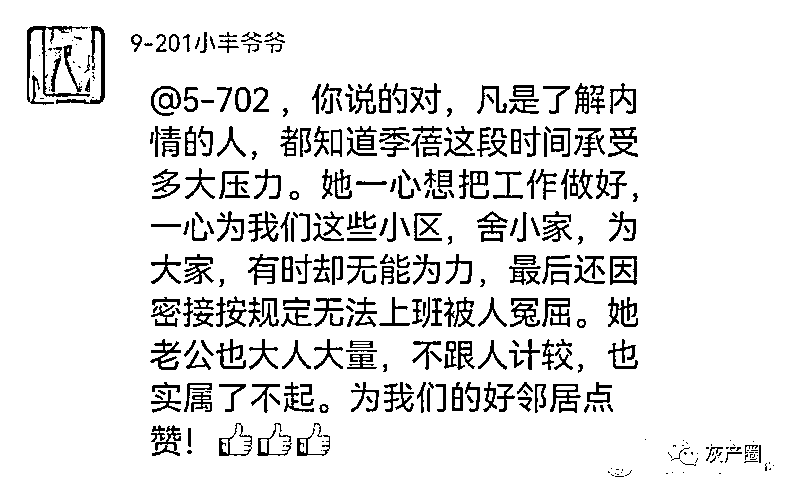 9-201小丰爷爷
@5-702，你说的对，凡是了解内
情的人，都知道季蓓这段时间承受
多大压力。她一心想把工作做好，
一心为我们这些小区，舍小家，为
大家，有时却无能为力，最后还因
密接按规定无法上班被人冤屈。她
老公也大人大量，不跟人计较，也
实属了不起。为我们的好邻居点
赞！👍👍👍
灰产圈